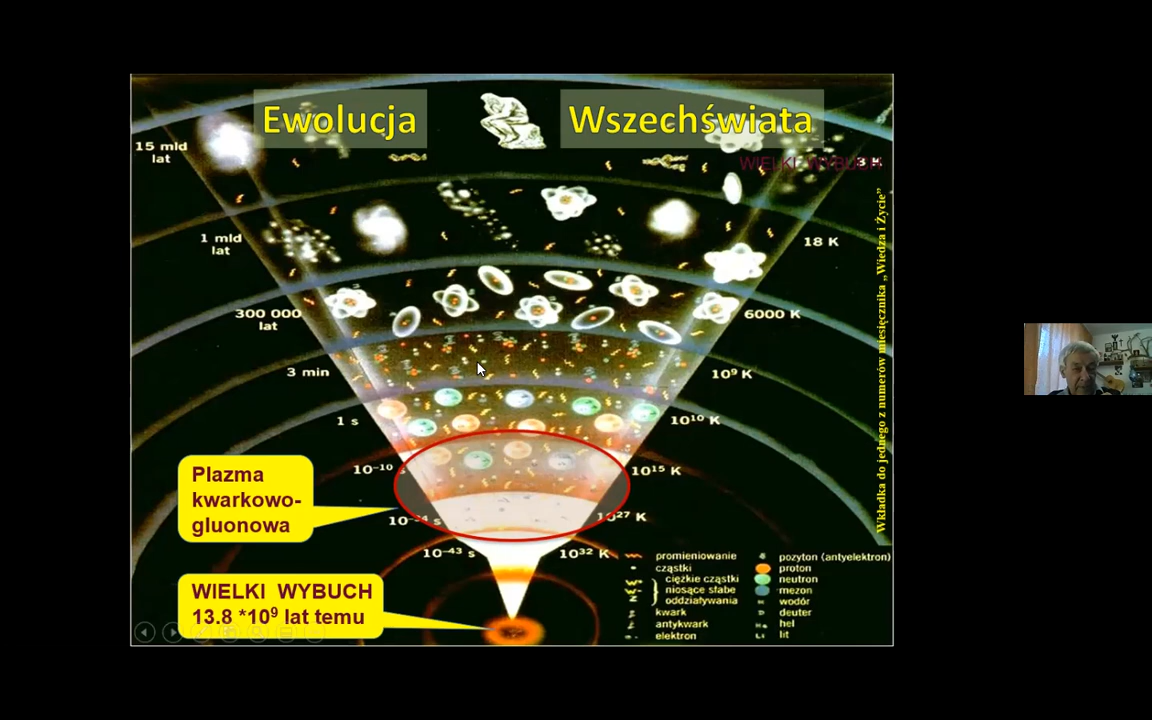 Ewolucja Wszechświata
WIELKI WYBUCH
15 mld
lat
3 K
1 mld
lat
18 K
300 000
lat
6000 K
3 min
10⁹ K
1 s
10¹⁰ K
10⁻¹⁰ s
10¹⁵ K
s
10²⁷ K
10⁻⁴³ s
10³² K
Plazma
kwarkowo-
gluonowa
WIELKI WYBUCH
13.8 *10⁹ lat temu
promieniowanie
cząstki
ciężkie cząstki
niosące słabe
oddziaływania
kwark
antykwark
elektron
pozyton (antyelektron)
proton
neutron
mezon
wodór
deuter
hel
lit
Wkładka do jednego z numerów miesięcznika „Wiedza i Życie”